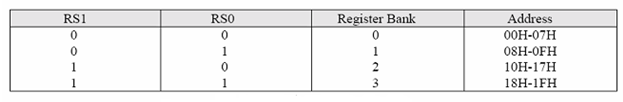 RS1 RS0 Register Bank Address
0 0 0 00H-07H
0 1 1 08H-0FH
1 0 2 10H-17H
1 1 3 18H-1FH